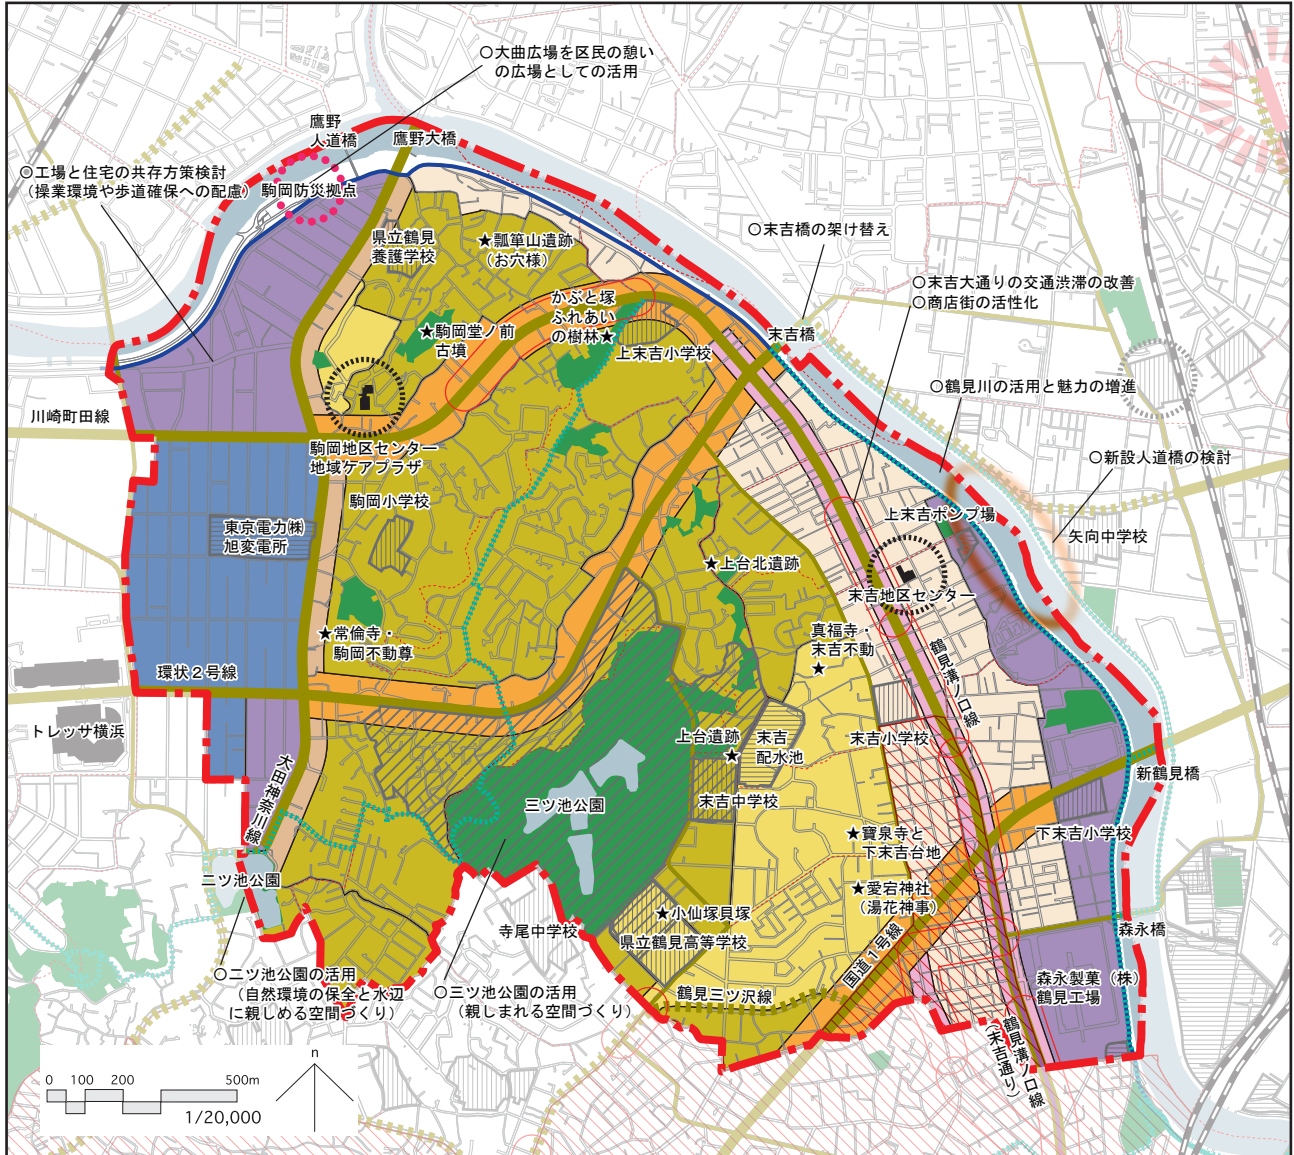 ○大曲広場を区民の憩い
の広場としての活用
鷹野
人道橋
鷹野大橋
○工場と住宅の共存方策検討
(操業環境や歩道確保への配慮)
駒岡防災拠点
県立鶴見
養護学校
★瓢箪山遺跡
(お穴様)
○末吉橋の架け替え
○末吉大通りの交通渋滞の改善
○商店街の活性化
かぶと塚
ふれあい
の樹林★
★駒岡堂ノ前
古墳
上末吉小学校
末吉橋
○鶴見川の活用と魅力の増進
川崎町田線
駒岡地区センター
地域ケアプラザ
○新設人道橋の検討
駒岡小学校
東京電力㈱
旭変電所
上末吉ポンプ場
矢向中学校
★上台北遺跡
末吉地区センター
★常倫寺・
駒岡不動尊
真福寺・
末吉不動
★
鶴見溝ノ口線
環状2号線
トレッサ横浜
上台遺跡
★
末吉
配水池
末吉小学校
新鶴見橋
大田神奈川線
三ツ池公園
末吉中学校
★寶泉寺と
下末吉台地
下末吉小学校
二ツ池公園
★愛宕神社
(湯花神事)
★小仙塚貝塚
寺尾中学校
県立鶴見高等学校
国道1号線
森永橋
○二ツ池公園の活用
(自然環境の保全と水辺
に親しめる空間づくり)
○三ツ池公園の活用
(親しまれる空間づくり)
鶴見三ツ沢線
森永製菓(株)
鶴見工場
鶴見溝ノ口線
(末吉通り)
n
0 100 200 500m
1/20,000